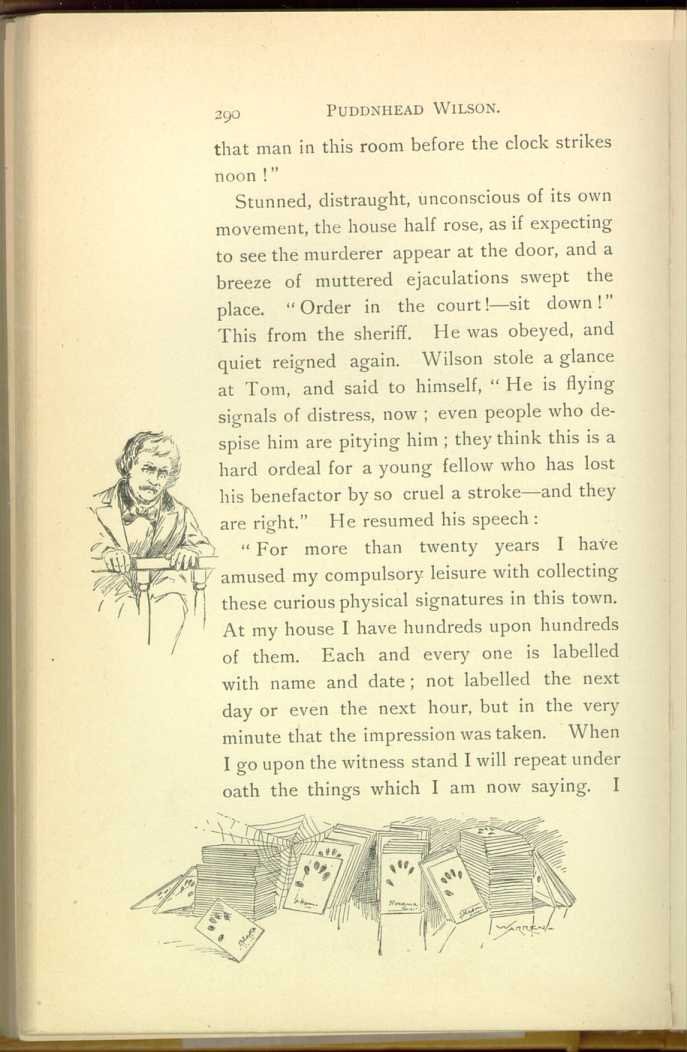 290 PUDDNHEAD WILSON.
that man in this room before the clock strikes
noon !"
Stunned, distraught, unconscious of its own
movement, the house half rose, as if expecting
to see the murderer appear at the door, and a
breeze of muttered ejaculations swept the
place. "Order in the court!—sit down!"
This from the sheriff. He was obeyed, and
quiet reigned again. Wilson stole a glance
at Tom, and said to himself, "He is flying
signals of distress, now ; even people who de-
spise him are pitying him ; they think this is a
hard ordeal for a young fellow who has lost
his benefactor by so cruel a stroke—and they
are right." He resumed his speech :
"For more than twenty years I have
amused my compulsory leisure with collecting
these curious physical signatures in this town.
At my house I have hundreds upon hundreds
of them. Each and every one is labelled
with name and date ; not labelled the next
day or even the next hour, but in the very
minute that the impression was taken. When
I go upon the witness stand I will repeat under
oath the things which I am now saying. I
WARREN